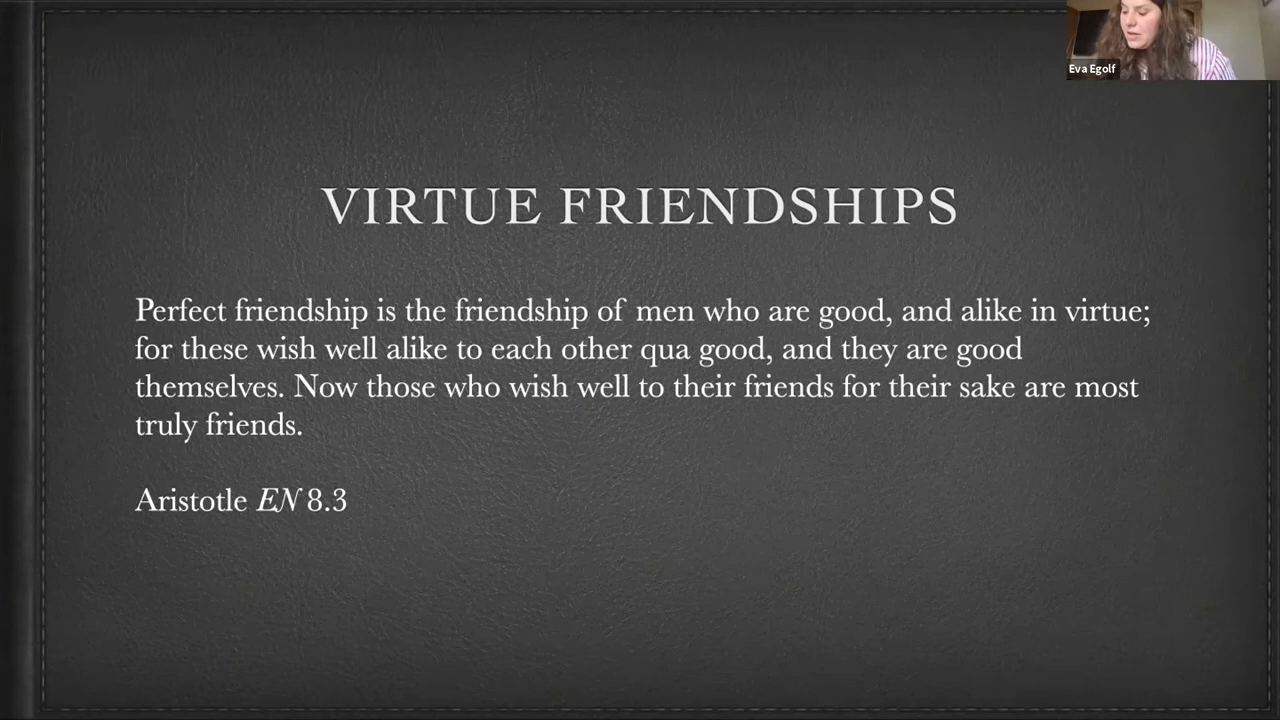 Eva Egolf
VIRTUE FRIENDSHIPS
Perfect friendship is the friendship of men who are good, and alike in virtue;
for these wish well alike to each other qua good, and they are good
themselves. Now those who wish well to their friends for their sake are most
truly friends.
Aristotle EN 8.3